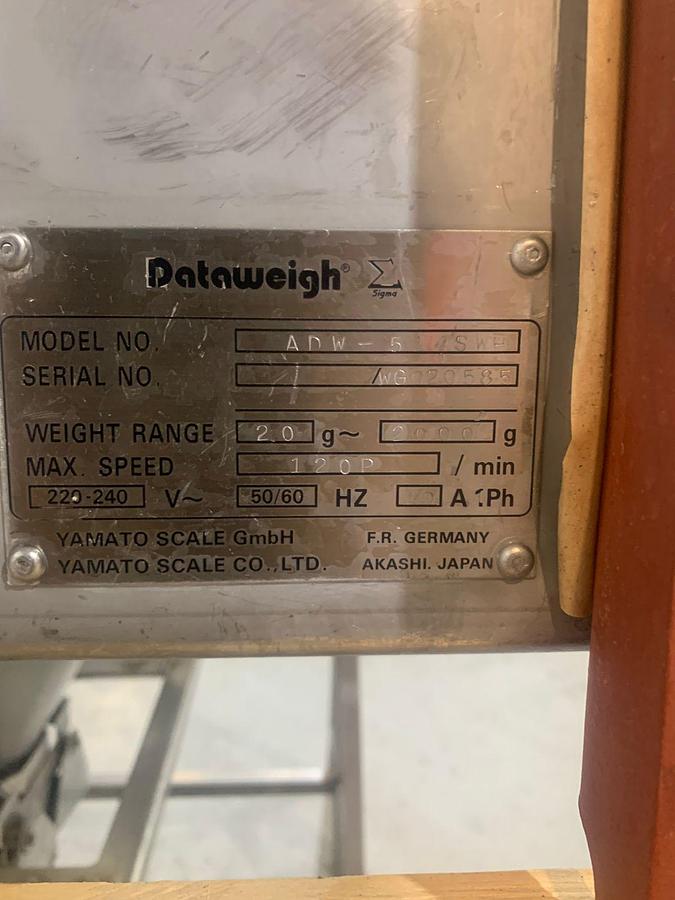 Dataweigh® Σ
Sigma
MODEL NO.
SERIAL NO.
WEIGHT RANGE 20 g~ 2000 g
MAX. SPEED 120P / min
220-240 V~ 50/60 HZ A 1Ph
YAMATO SCALE GmbH F.R. GERMANY
YAMATO SCALE CO.,LTD. AKASHI. JAPAN